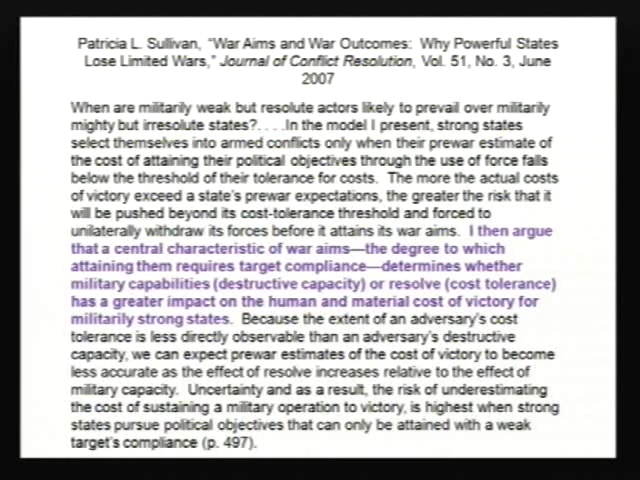 Patricia L. Sullivan, “War Aims and War Outcomes: Why Powerful States
Lose Limited Wars,” Journal of Conflict Resolution, Vol. 51, No. 3, June
2007
When are militarily weak but resolute actors likely to prevail over militarily
mighty but irresolute states?. . . .In the model I present, strong states
select themselves into armed conflicts only when their prewar estimate of
the cost of attaining their political objectives through the use of force falls
below the threshold of their tolerance for costs. The more the actual costs
of victory exceed a state’s prewar expectations, the greater the risk that it
will be pushed beyond its cost-tolerance threshold and forced to
unilaterally withdraw its forces before it attains its war aims. I then argue
that a central characteristic of war aims—the degree to which
attaining them requires target compliance—determines whether
military capabilities (destructive capacity) or resolve (cost tolerance)
has a greater impact on the human and material cost of victory for
militarily strong states. Because the extent of an adversary’s cost
tolerance is less directly observable than an adversary’s destructive
capacity, we can expect prewar estimates of the cost of victory to become
less accurate as the effect of resolve increases relative to the effect of
military capacity. Uncertainty and as a result, the risk of underestimating
the cost of sustaining a military operation to victory, is highest when strong
states pursue political objectives that can only be attained with a weak
target’s compliance (p. 497).